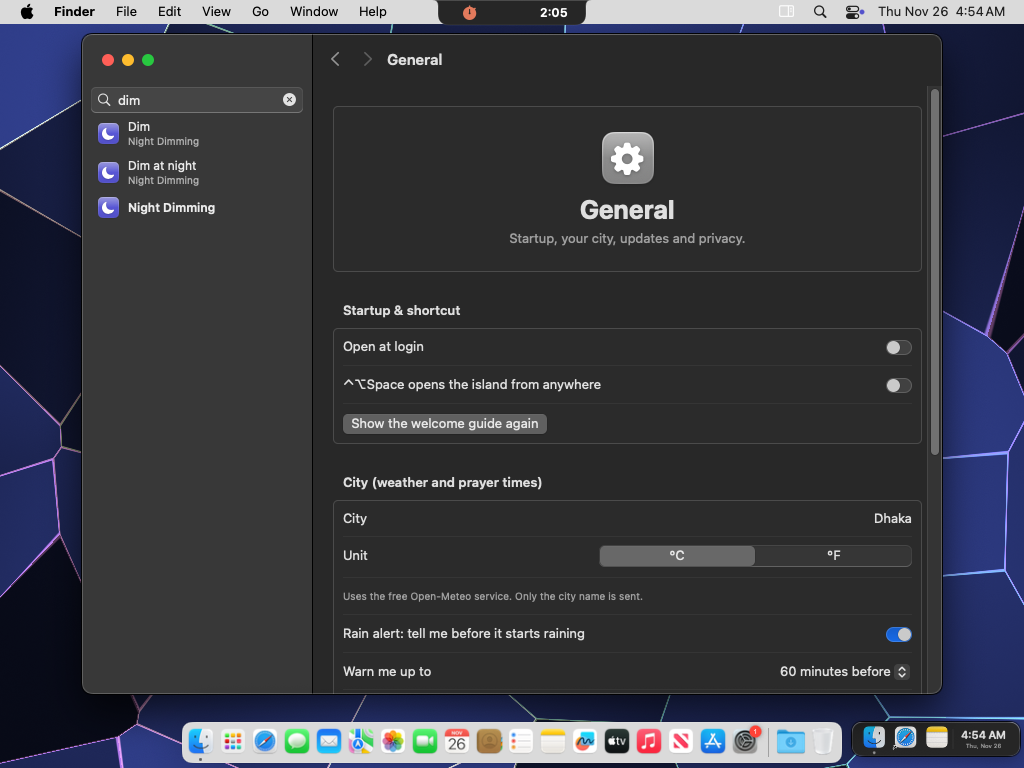 Finder File Edit View Go Window Help 2:05 Thu Nov 26 4:54 AM
General
dim
Dim
Night Dimming
Dim at night
Night Dimming
Night Dimming
General
Startup, your city, updates and privacy.
Startup & shortcut
Open at login
^⌥Space opens the island from anywhere
Show the welcome guide again
City (weather and prayer times)
City Dhaka
Unit °C °F
Uses the free Open-Meteo service. Only the city name is sent.
Rain alert: tell me before it starts raining
Warn me up to 60 minutes before
NOV
26
tv
1
4:54 AM
Thu, Nov 26